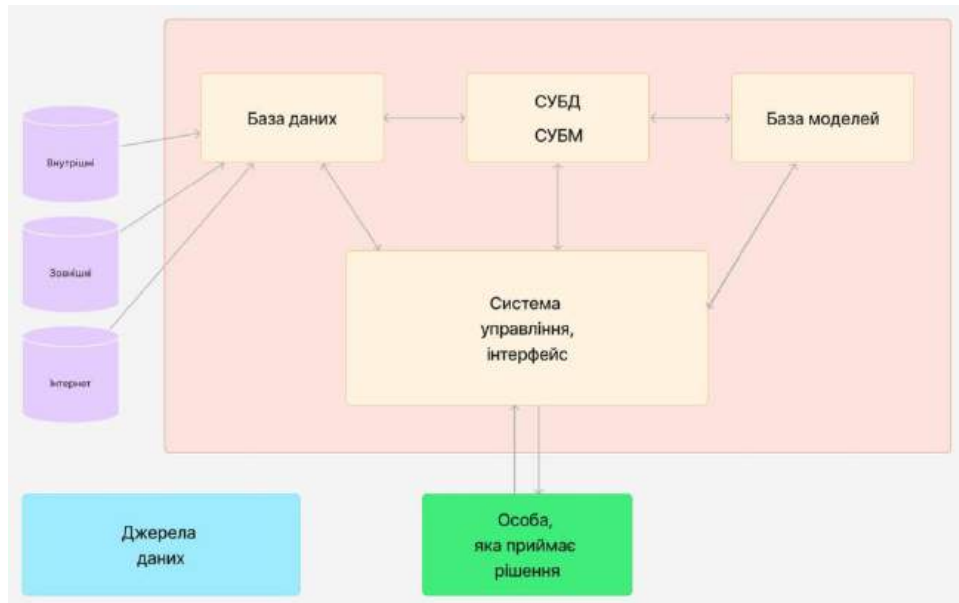 База даних
СУБД
СУБМ
База моделей
Внутрішні
Зовнішні
Інтернет
Система
управління,
інтерфейс
Джерела
даних
Особа,
яка приймає
рішення